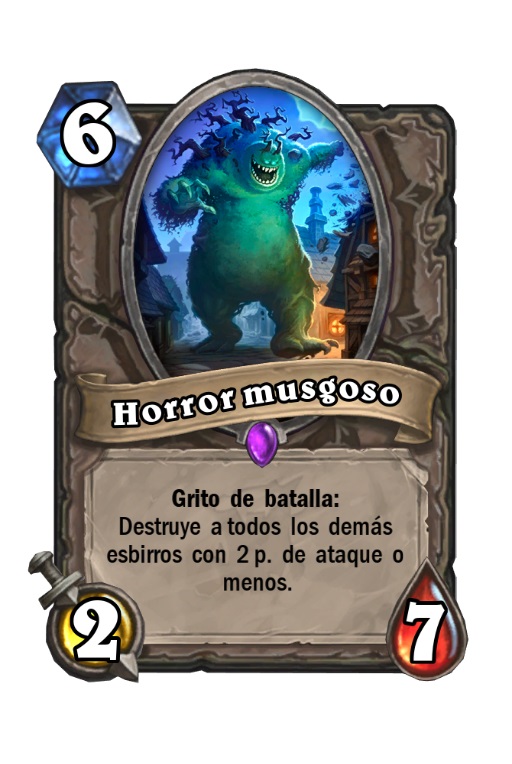 6
Horror musgoso
Grito de batalla:
Destruye a todos los demás
esbirros con 2 p. de ataque o
menos.
2
7